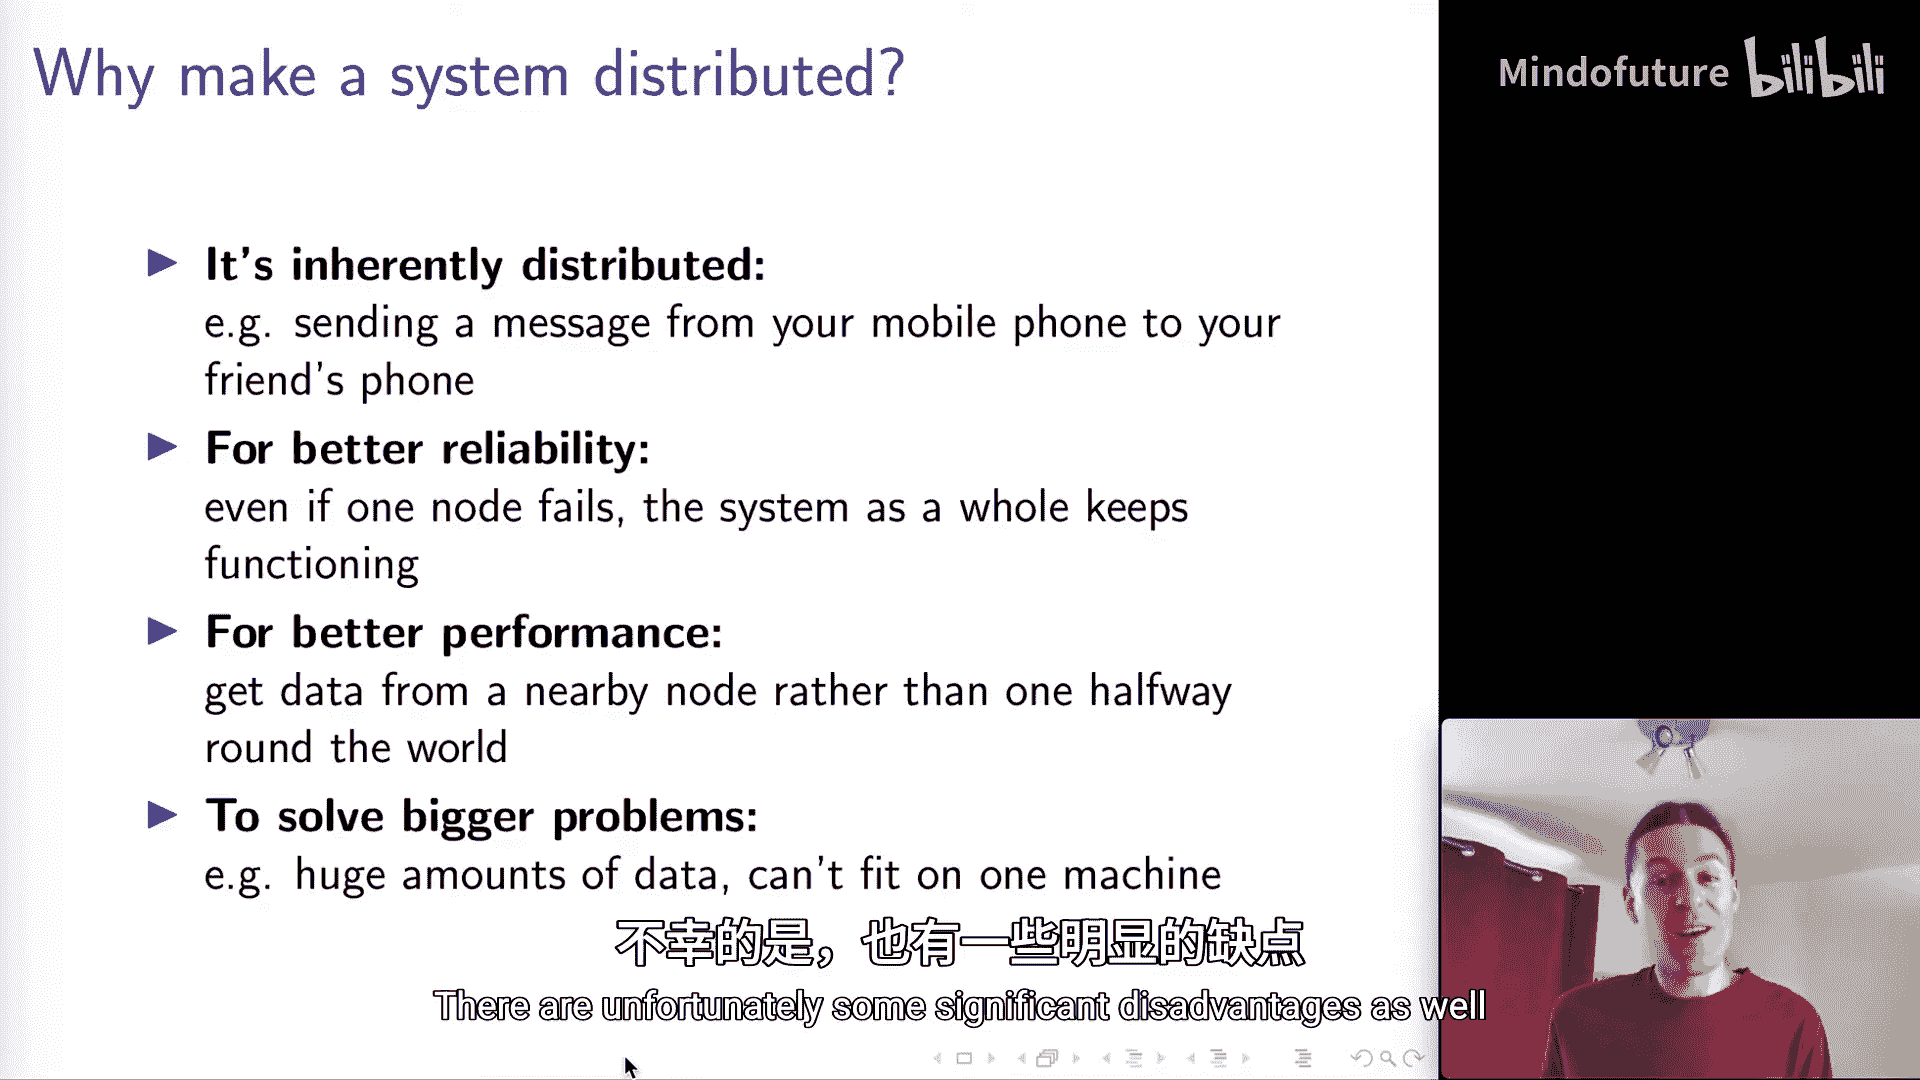 Why make a system distributed?
Mindofuture bilibili
▶ It's inherently distributed:
e.g. sending a message from your mobile phone to your
friend's phone
▶ For better reliability:
even if one node fails, the system as a whole keeps
functioning
▶ For better performance:
get data from a nearby node rather than one halfway
round the world
▶ To solve bigger problems:
e.g. huge amounts of data, can't fit on one machine
不幸的是，也有一些明显的缺点
There are unfortunately some significant disadvantages as well